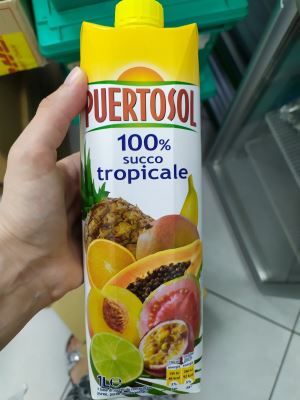 PUERTOSOL
100%
succo
tropicale
1L e